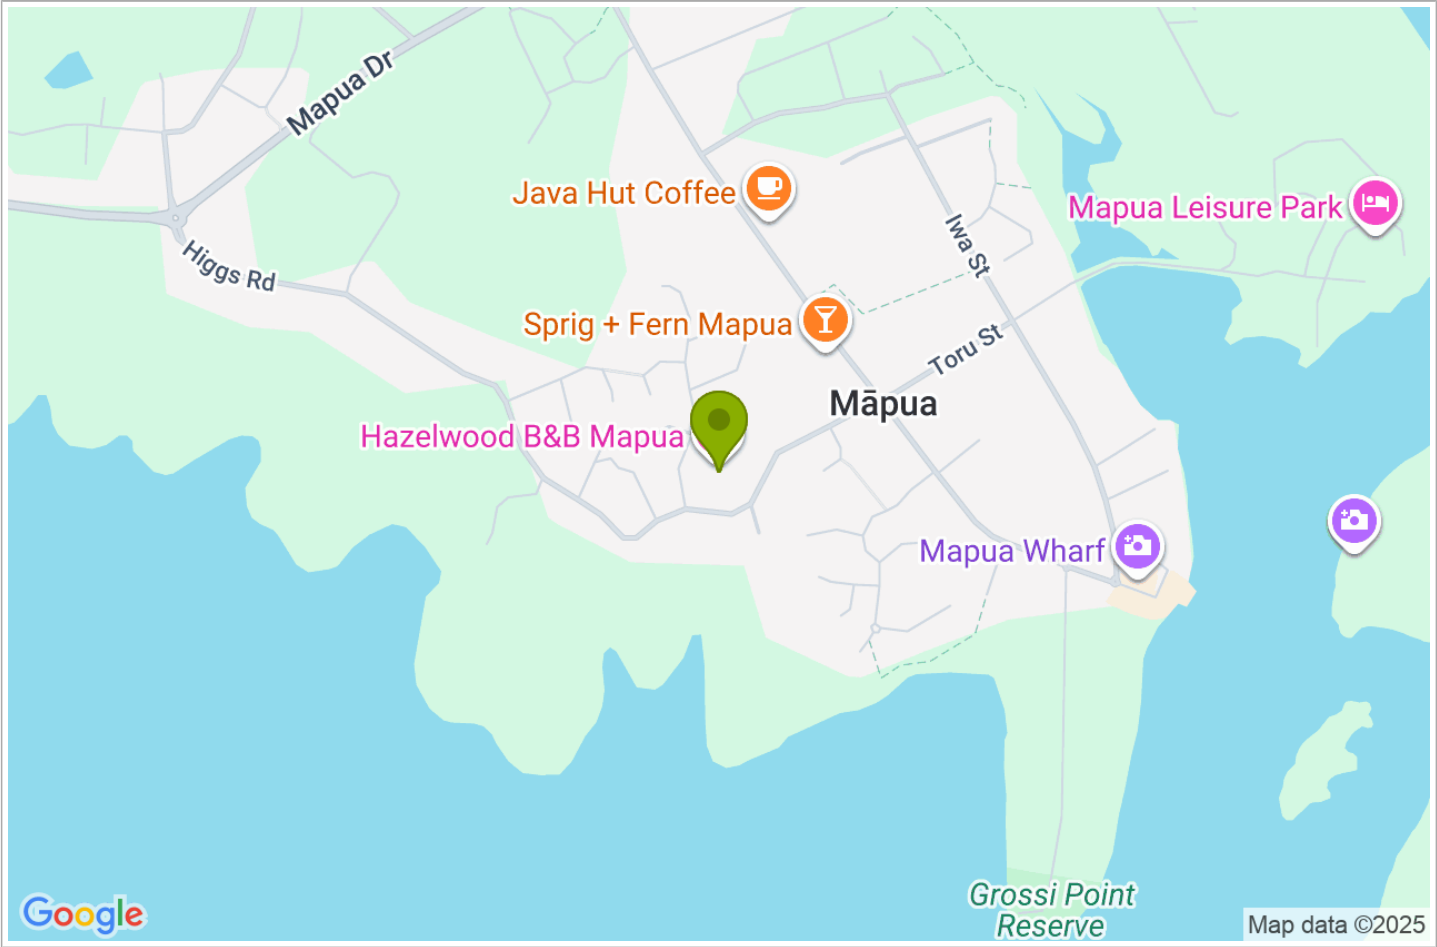 Mapua Dr
Java Hut Coffee
Mapua Leisure Park
Iwa St
Higgs Rd
Sprig + Fern Mapua
Toru St
Māpua
Hazelwood B&B Mapua
Mapua Wharf
Grossi Point
Reserve
Google
Map data ©2025